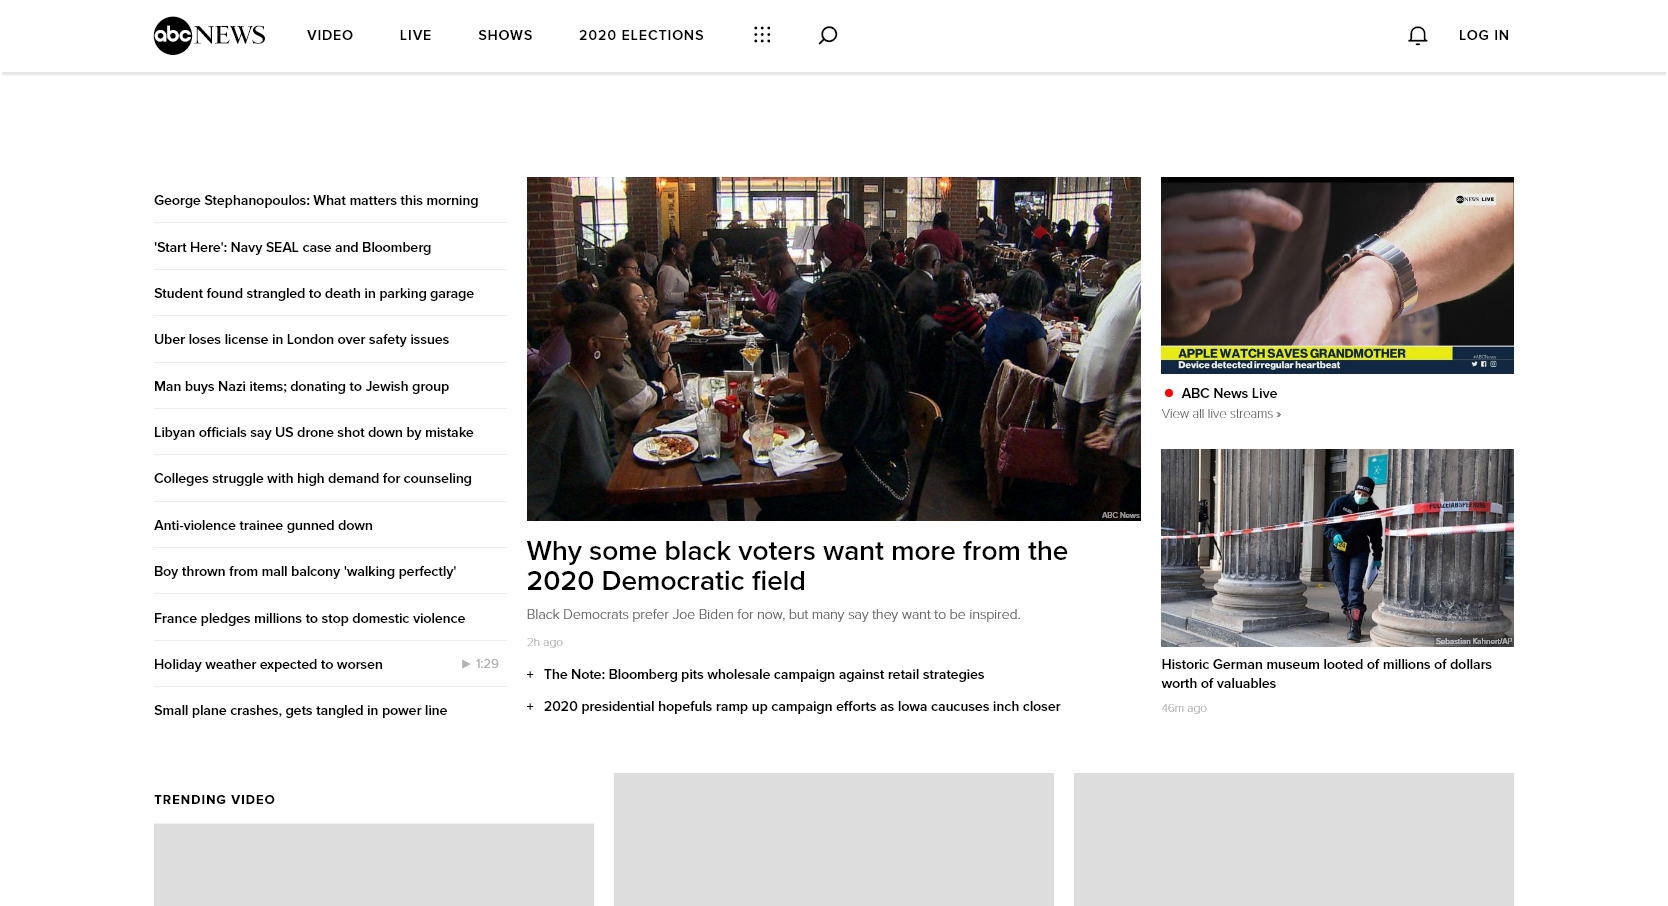 abc NEWS
VIDEO
LIVE
SHOWS
2020 ELECTIONS
LOG IN
George Stephanopoulos: What matters this morning
'Start Here': Navy SEAL case and Bloomberg
Student found strangled to death in parking garage
Uber loses license in London over safety issues
Man buys Nazi items; donating to Jewish group
Libyan officials say US drone shot down by mistake
Colleges struggle with high demand for counseling
Anti-violence trainee gunned down
Boy thrown from mall balcony 'walking perfectly'
France pledges millions to stop domestic violence
Holiday weather expected to worsen
1:29
Small plane crashes, gets tangled in power line
ABC News
Why some black voters want more from the
2020 Democratic field
Black Democrats prefer Joe Biden for now, but many say they want to be inspired.
2h ago
+ The Note: Bloomberg pits wholesale campaign against retail strategies
+ 2020 presidential hopefuls ramp up campaign efforts as Iowa caucuses inch closer
abc NEWS LIVE
APPLE WATCH SAVES GRANDMOTHER
Device detected irregular heartbeat
#ABCNews
ABC News Live
View all live streams »
Sebastian Kahnert/AP
Historic German museum looted of millions of dollars
worth of valuables
46m ago
TRENDING VIDEO